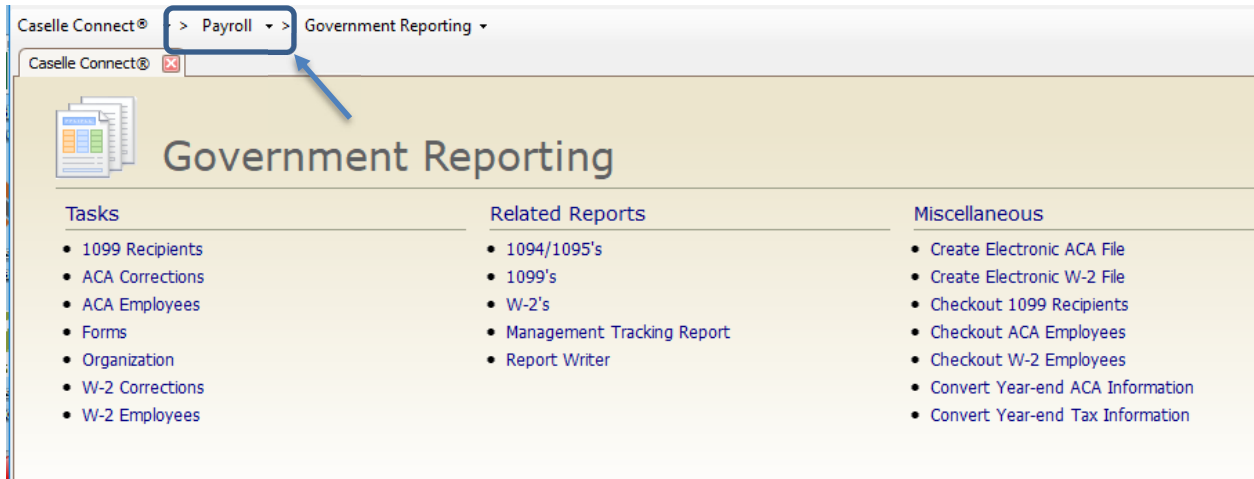 Caselle Connect® > Payroll > Government Reporting
Caselle Connect®
Government Reporting
Tasks
1099 Recipients
ACA Corrections
ACA Employees
Forms
Organization
W-2 Corrections
W-2 Employees
Related Reports
1094/1095's
1099's
W-2's
Management Tracking Report
Report Writer
Miscellaneous
Create Electronic ACA File
Create Electronic W-2 File
Checkout 1099 Recipients
Checkout ACA Employees
Checkout W-2 Employees
Convert Year-end ACA Information
Convert Year-end Tax Information